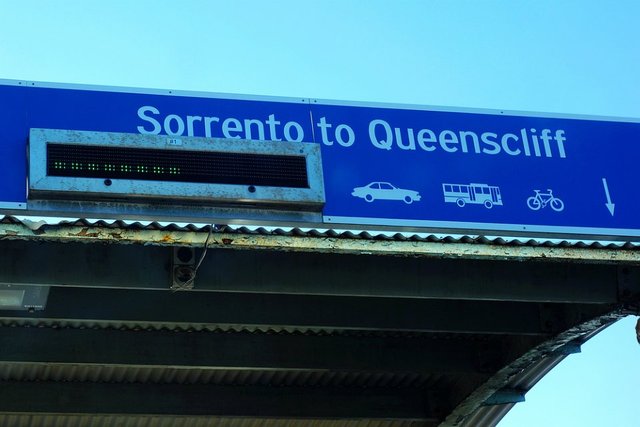 Sorrento to Queenscliff